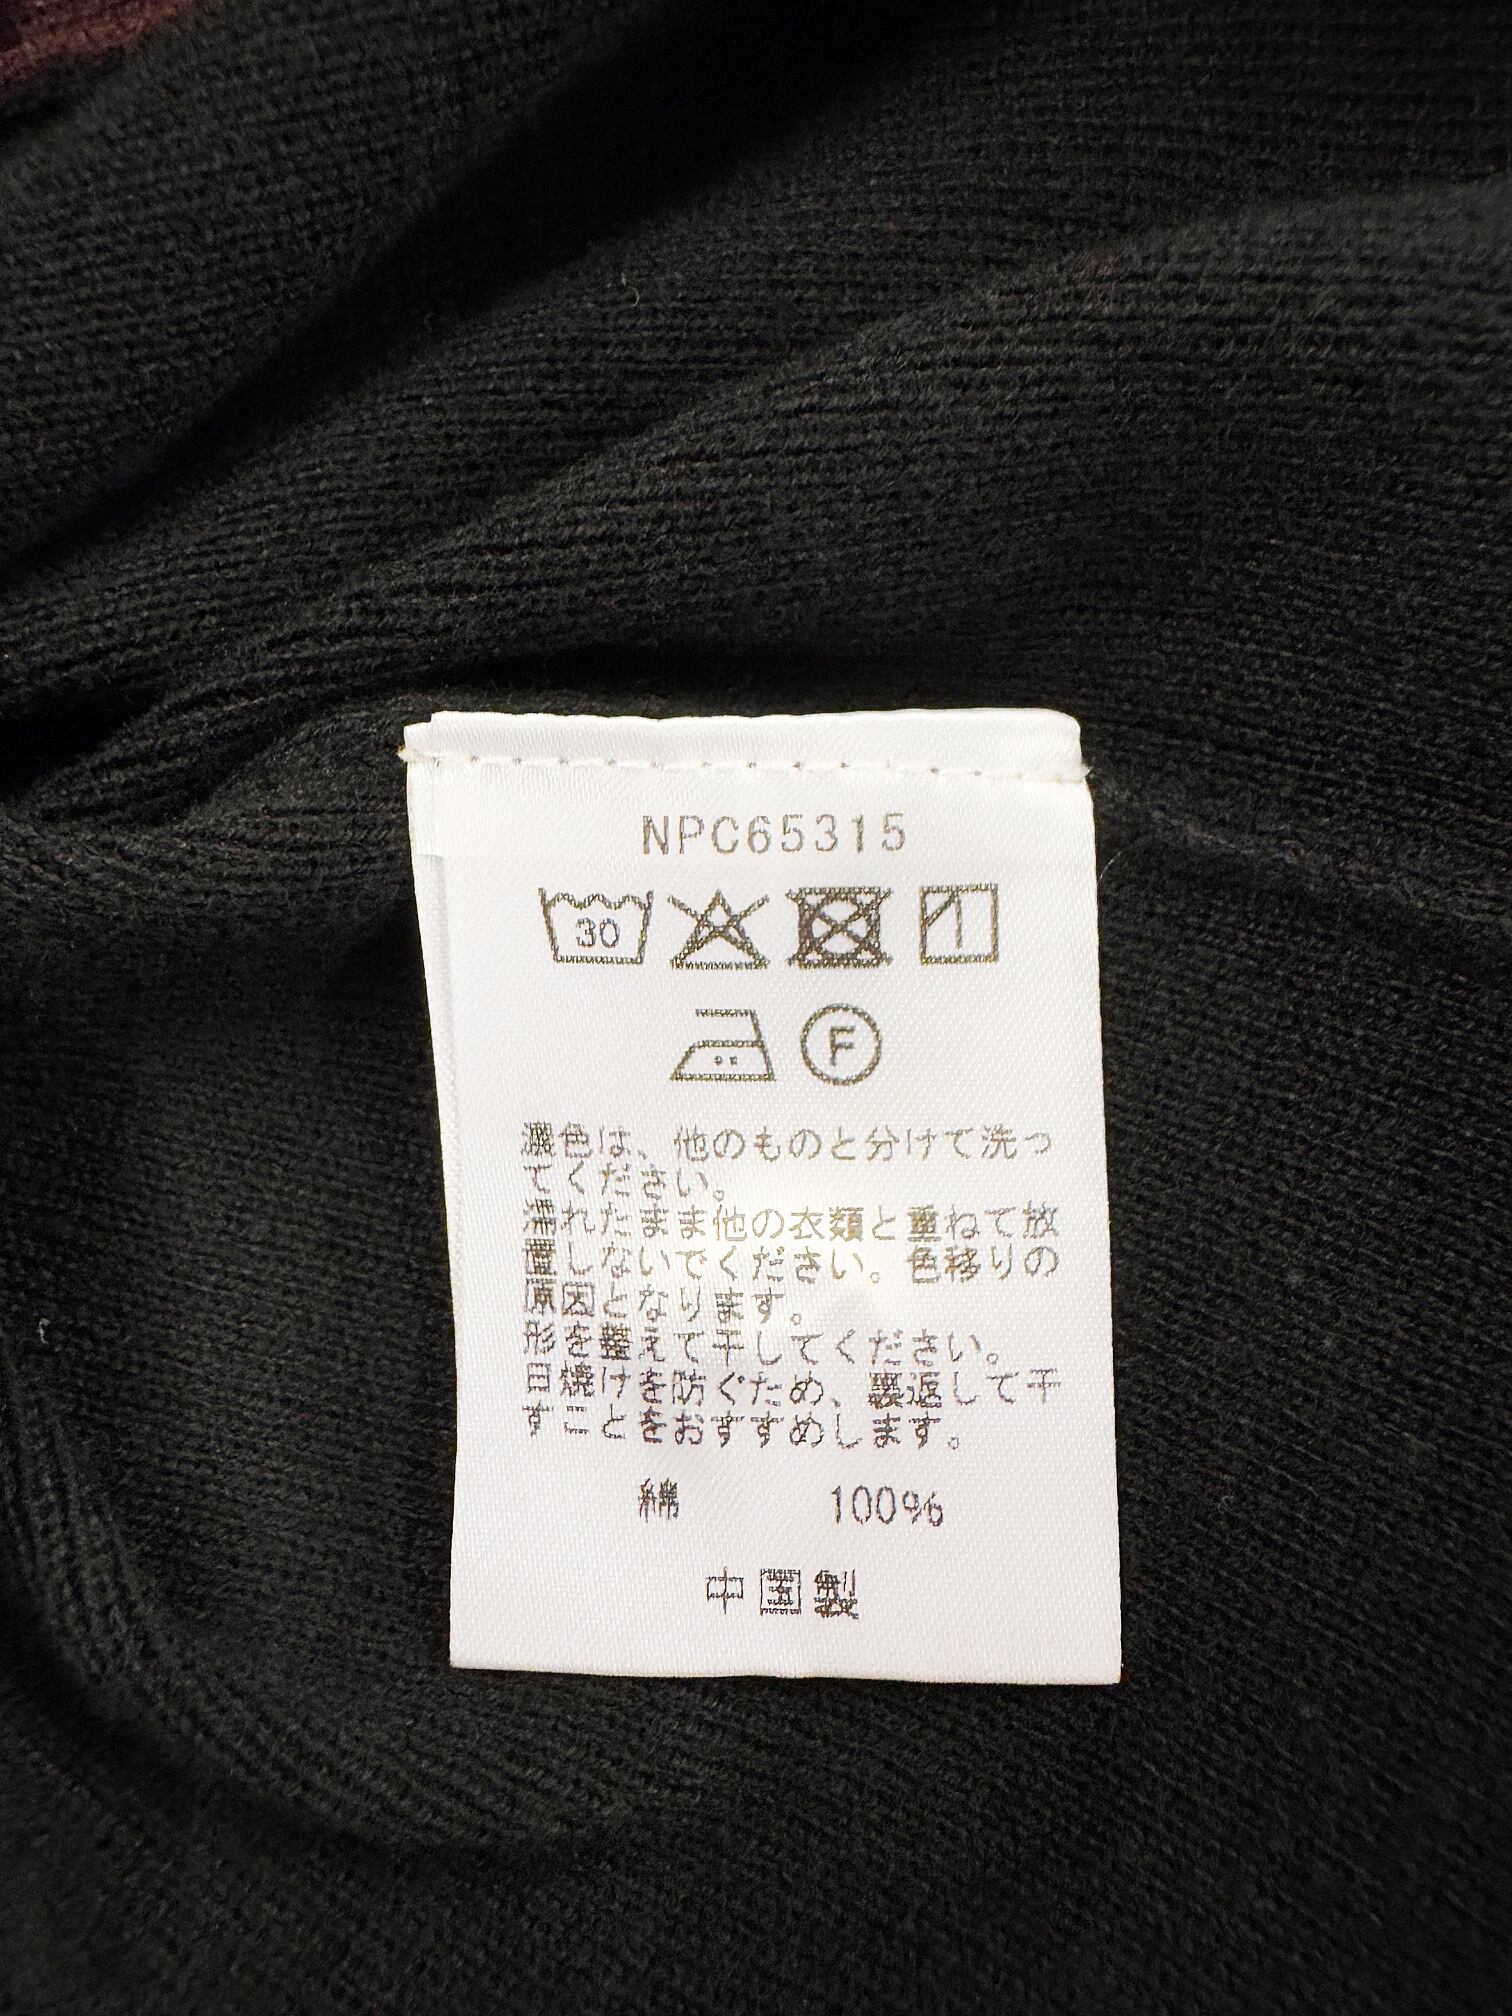 NPC65315
30
F
濃色は、他のものと分けて洗っ
てください。
濡れたまま他の衣類と重ねて放
置しないでください。色移りの
原因となります。
形を整えて干してください。
日焼けを防ぐため、裏返して干
すことをおすすめします。
綿 100%
中国製